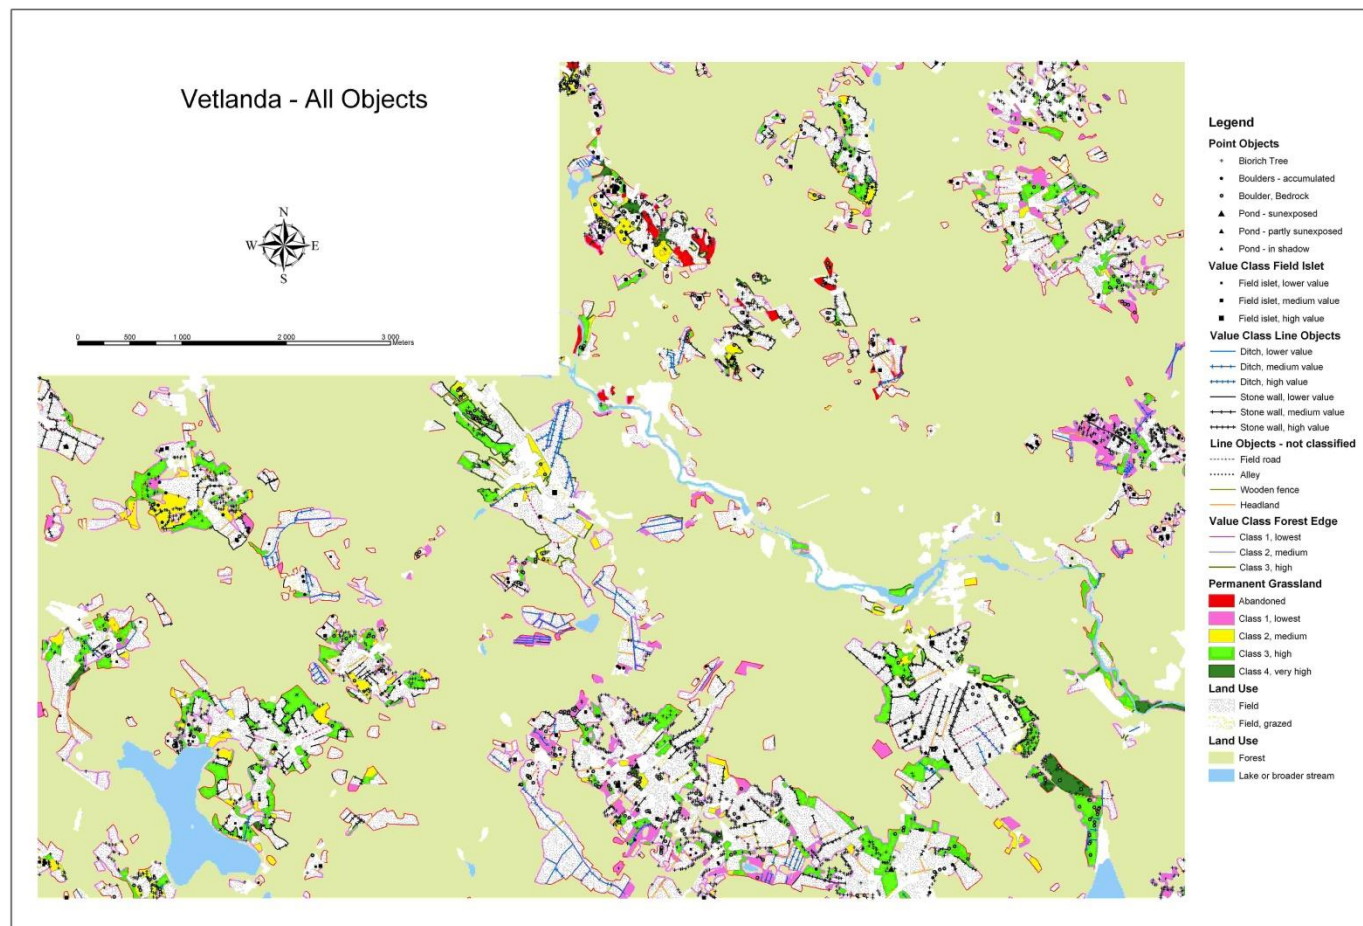 Vetlanda - All Objects
N
W E
S
0 500 1 000 2 000 3 000
Meters
Legend
Point Objects
Biorich Tree
Boulders - accumulated
Boulder, Bedrock
Pond - sunexposed
Pond - partly sunexposed
Pond - in shadow
Value Class Field Islet
Field islet, lower value
Field islet, medium value
Field islet, high value
Value Class Line Objects
Ditch, lower value
Ditch, medium value
Ditch, high value
Stone wall, lower value
Stone wall, medium value
Stone wall, high value
Line Objects - not classified
Field road
Alley
Wooden fence
Headland
Value Class Forest Edge
Class 1, lowest
Class 2, medium
Class 3, high
Permanent Grassland
Abandoned
Class 1, lowest
Class 2, medium
Class 3, high
Class 4, very high
Land Use
Field
Field, grazed
Land Use
Forest
Lake or broader stream